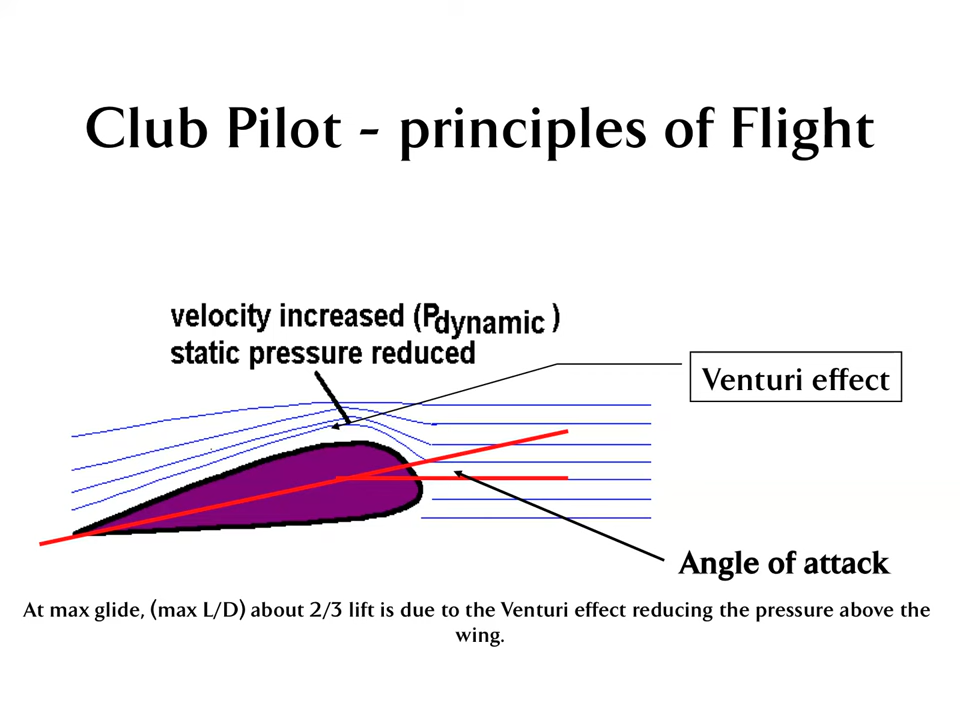 Club Pilot - principles of Flight
velocity increased (Pdynamic )
static pressure reduced
Venturi effect
Angle of attack
At max glide, (max L/D) about 2/3 lift is due to the Venturi effect reducing the pressure above the
wing.